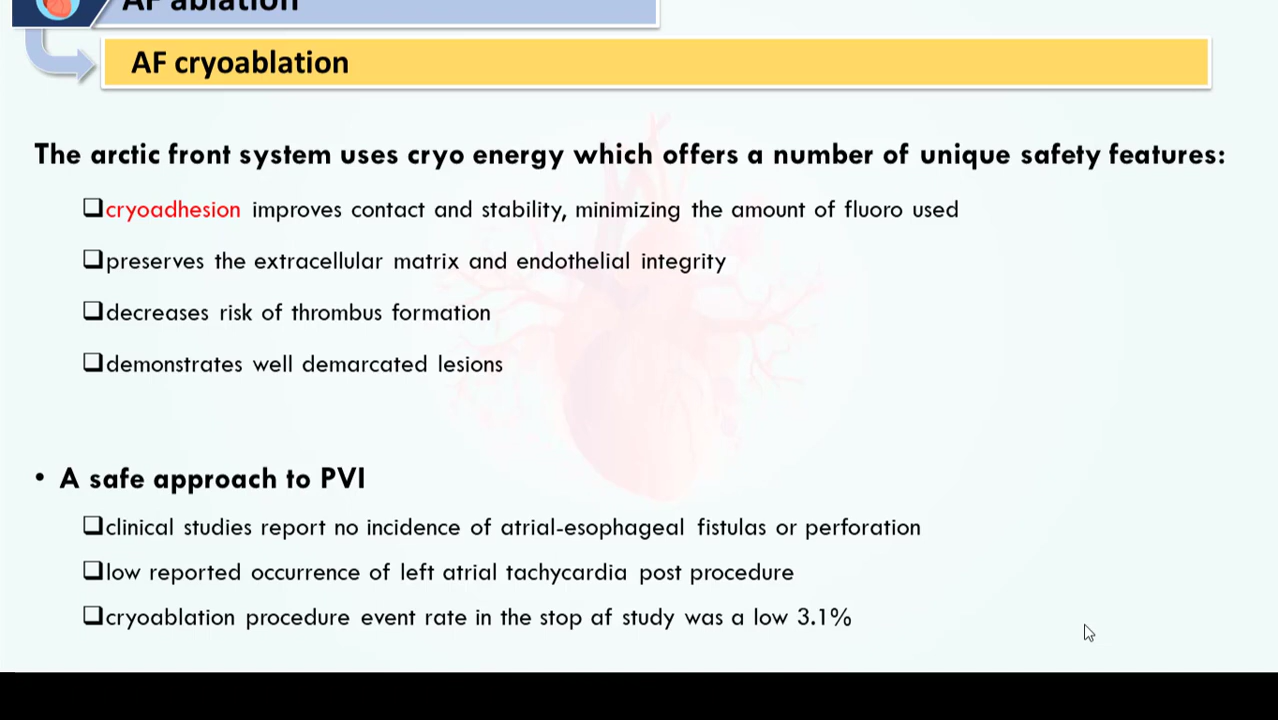 AF ablation
AF cryoablation
The arctic front system uses cryo energy which offers a number of unique safety features:
❑cryoadhesion improves contact and stability, minimizing the amount of fluoro used
❑preserves the extracellular matrix and endothelial integrity
❑decreases risk of thrombus formation
❑demonstrates well demarcated lesions
• A safe approach to PVI
❑clinical studies report no incidence of atrial-esophageal fistulas or perforation
❑low reported occurrence of left atrial tachycardia post procedure
❑cryoablation procedure event rate in the stop af study was a low 3.1%